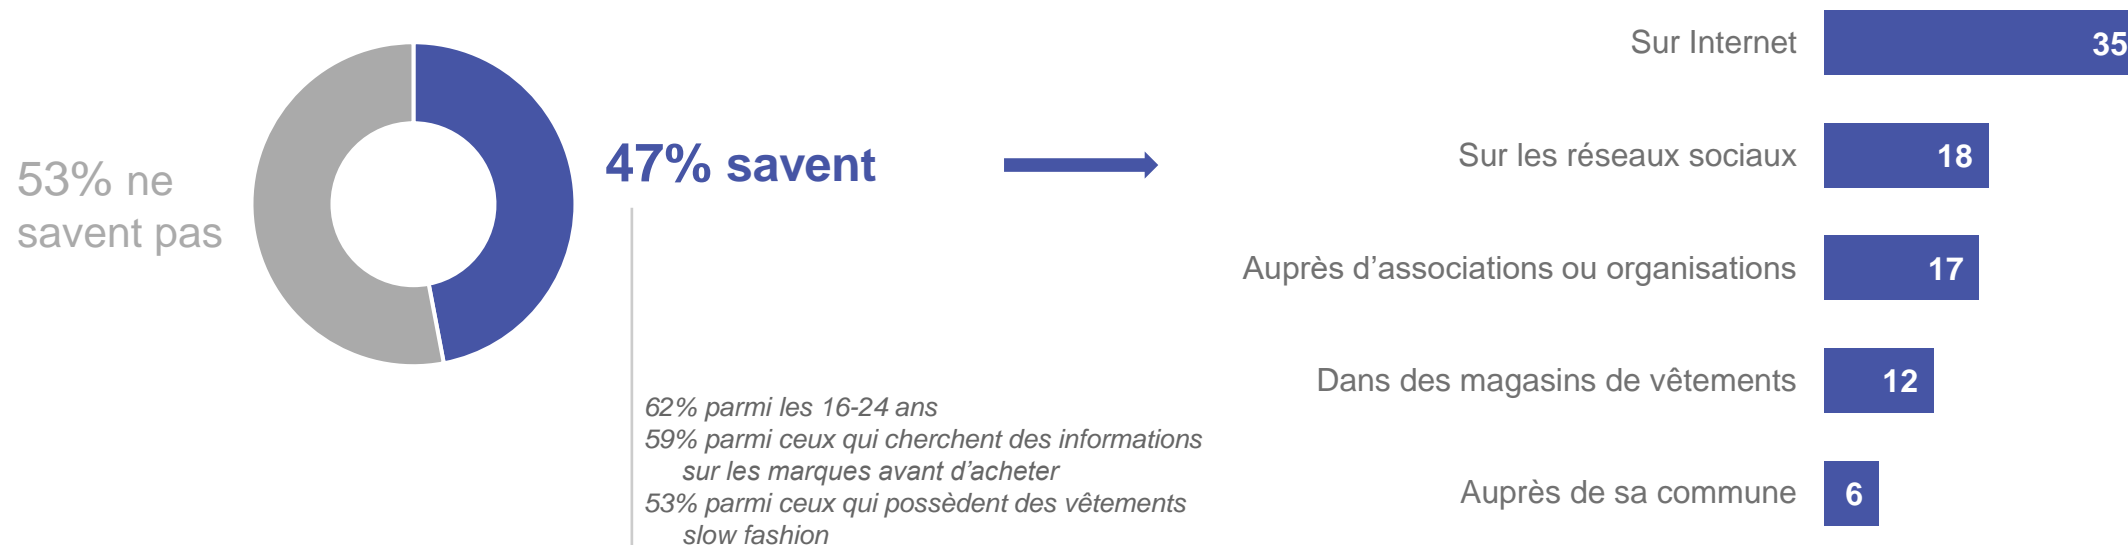 53% ne
savent pas
47% savent
62% parmi les 16-24 ans
59% parmi ceux qui cherchent des informations
sur les marques avant d’acheter
53% parmi ceux qui possèdent des vêtements
slow fashion
Sur Internet 35
Sur les réseaux sociaux 18
Auprès d’associations ou organisations 17
Dans des magasins de vêtements 12
Auprès de sa commune 6